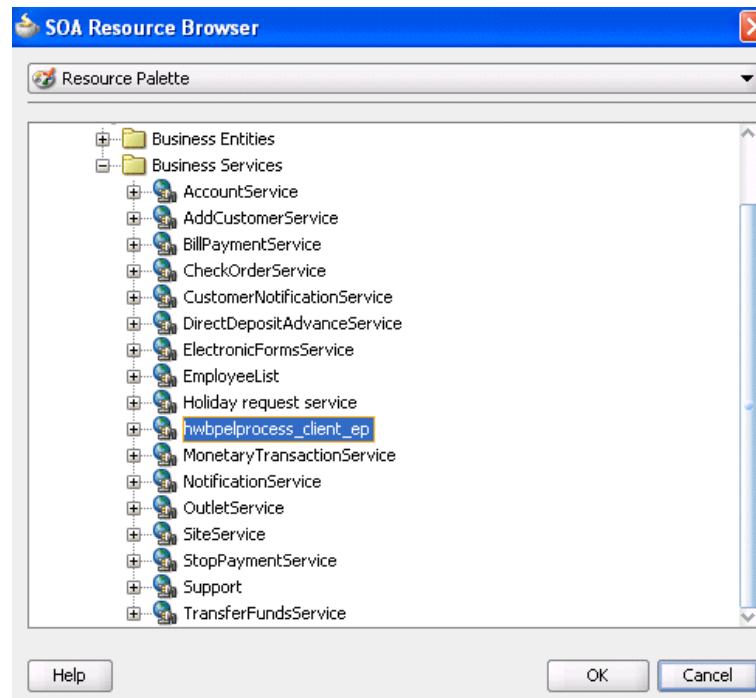 SOA Resource Browser
Resource Palette
Business Entities
Business Services
AccountService
AddCustomerService
BillPaymentService
CheckOrderService
CustomerNotificationService
DirectDepositAdvanceService
ElectronicFormsService
EmployeeList
Holiday request service
hwbpelprocess_client_ep
MonetaryTransactionService
NotificationService
OutletService
SiteService
StopPaymentService
Support
TransferFundsService
Help OK Cancel